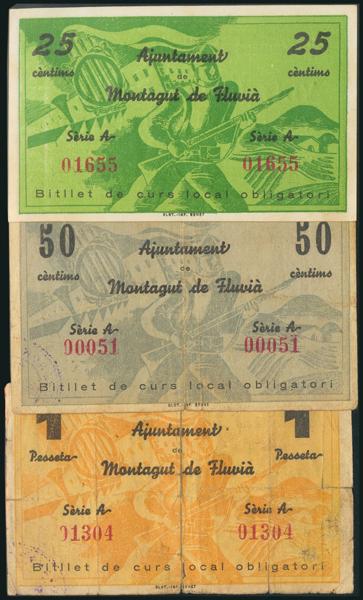 25 25
cèntims cèntims
Ajuntament
de
Montagut de Fluvià
Sèrie A- Sèrie A-
01655 01655
Bitllet de curs local obligatori
50 50
cèntims cèntims
Ajuntament
de
Montagut de Fluvià
Sèrie A- Sèrie A-
00051 00051
Bitllet de curs local obligatori
1 1
Pesseta Pesseta
Ajuntament
de
Montagut de Fluvià
Sèrie A- Sèrie A-
01304 01304
Bitllet de curs local obligatori